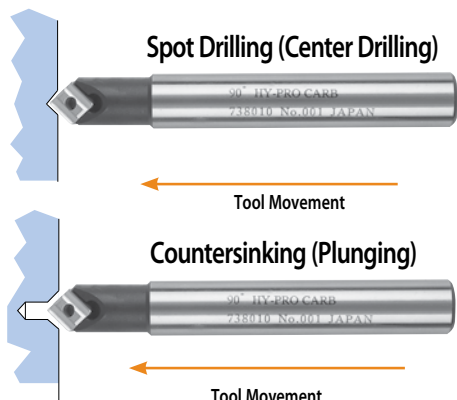 Spot Drilling (Center Drilling)
90° HY-PRO CARB
738010 No.001 JAPAN
Tool Movement
Countersinking (Plunging)
90° HY-PRO CARB
738010 No.001 JAPAN
Tool Movement